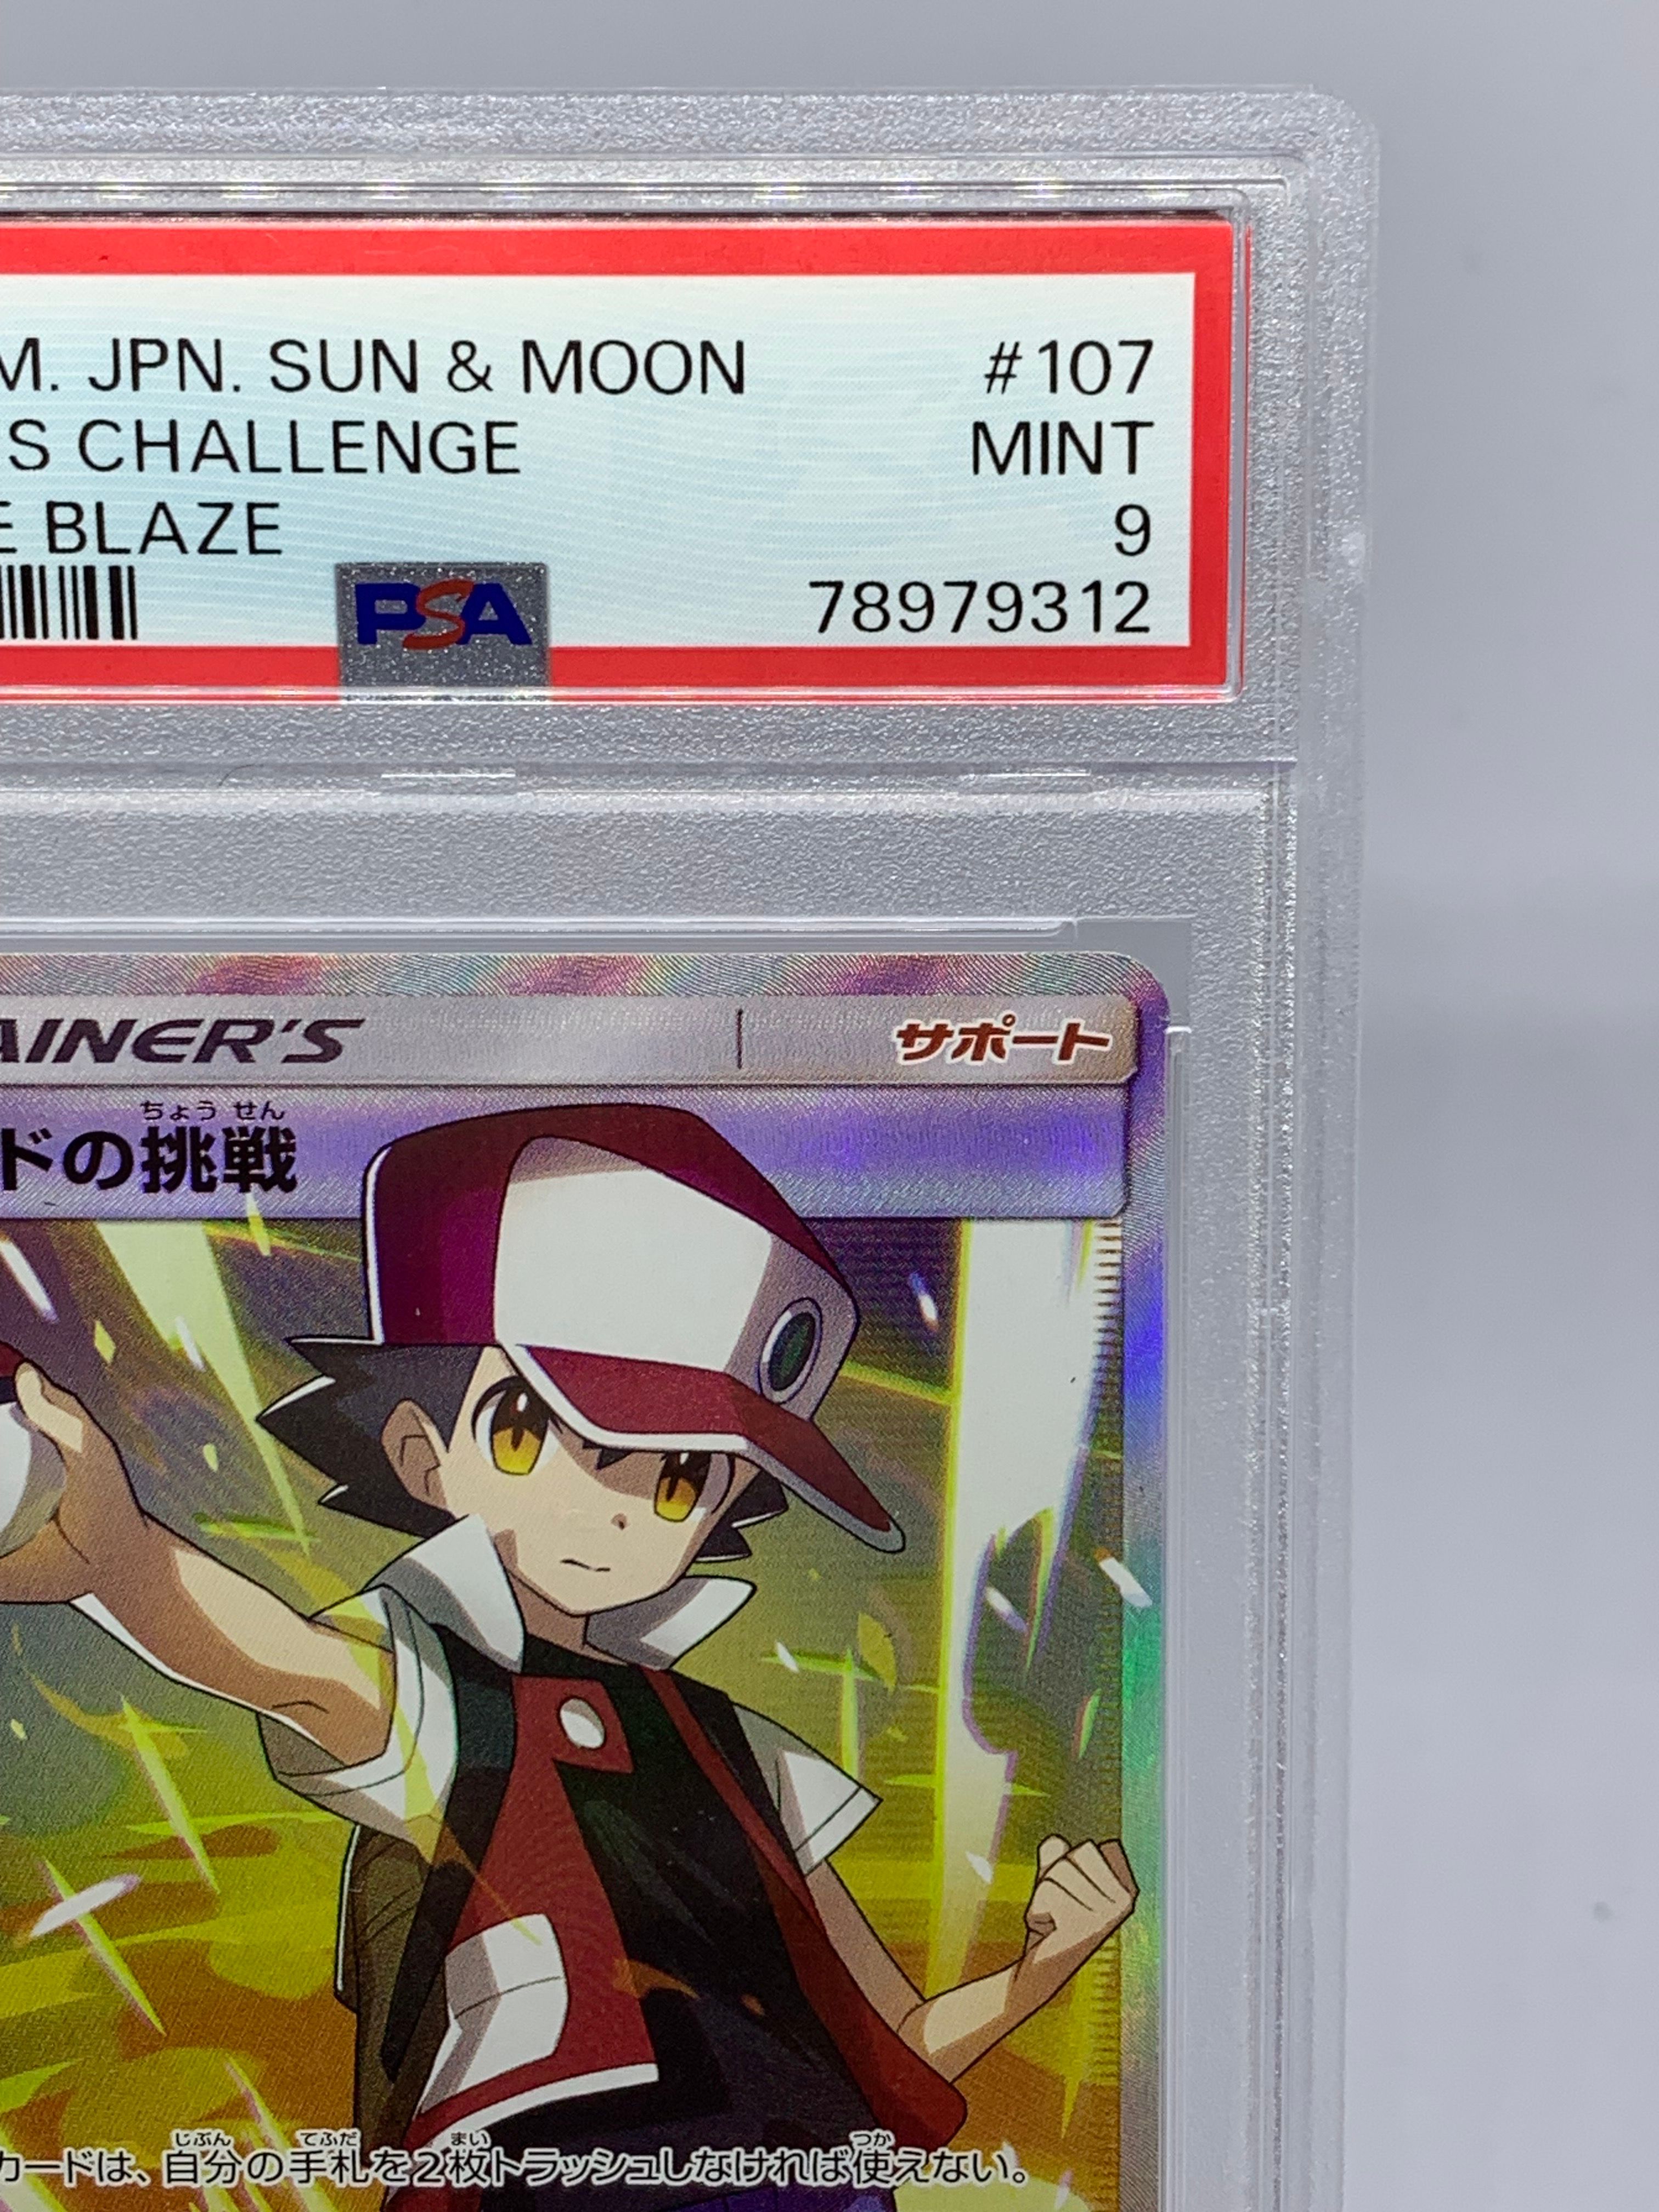 M. JPN. SUN & MOON #107
S CHALLENGE MINT
E BLAZE 9
PSA 78979312
AINER'S サポート
ちょう せん
ドの挑戦
じぶん てふだ まい つか
カードは、自分の手札を2枚トラッシュしなければ使えない。